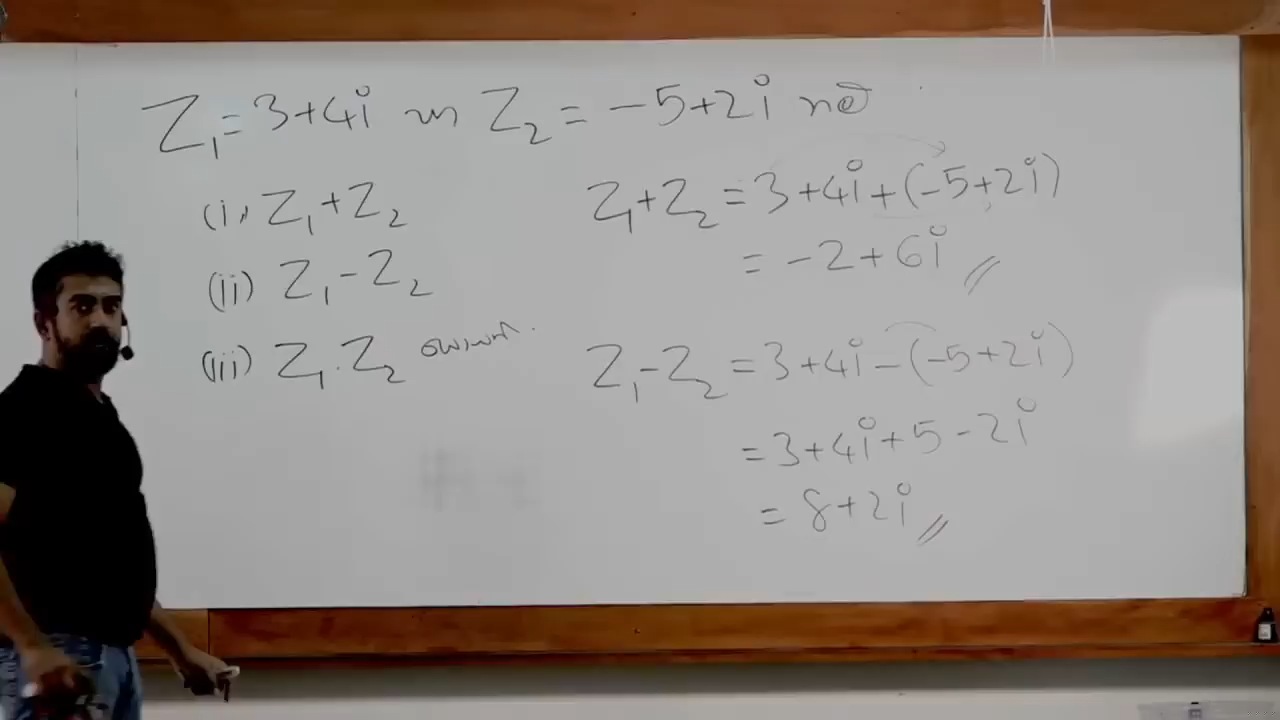 Z₁ = 3+4i හා Z₂ = -5+2i නම්
(i) Z₁+Z₂
(ii) Z₁-Z₂
(iii) Z₁.Z₂
Z₁+Z₂ = 3+4i+(-5+2i)
= -2+6i //
Z₁-Z₂ = 3+4i-(-5+2i)
= 3+4i+5-2i
= 8+2i //